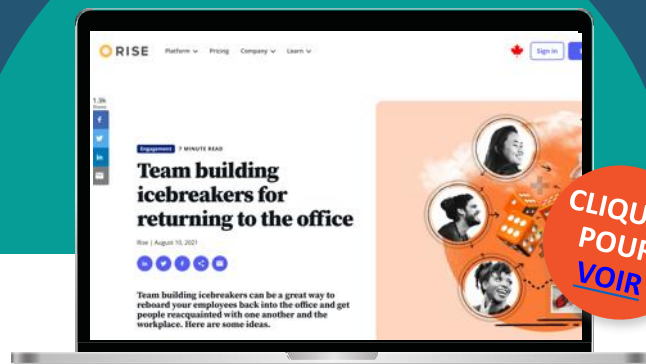 RISE
Platform
Pricing
Company
Learn
Sign in
1.3k
Engagement
7 MINUTE READ
Team building
icebreakers for
returning to the office
Rise | August 10, 2021
Team building icebreakers can be a great way to
reboard your employees back into the office and get
people reacquainted with one another and the
workplace. Here are some ideas.
CLIQU
POUR
VOIR